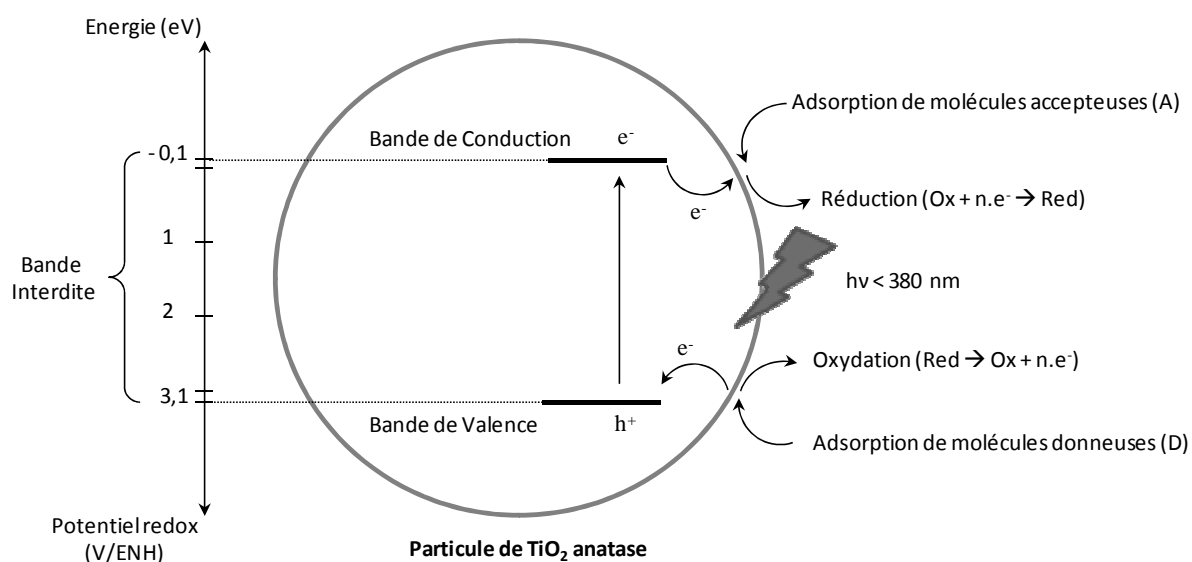 Energie (eV)
Adsorption de molécules accepteuses (A)
Bande de Conduction
e-
- 0,1
Réduction (Ox + n.e- → Red)
e-
1
Bande
Interdite
hν < 380 nm
2
e-
Oxydation (Red → Ox + n.e-)
3,1
Bande de Valence
h+
Adsorption de molécules donneuses (D)
Potentiel redox
(V/ENH)
Particule de TiO2 anatase